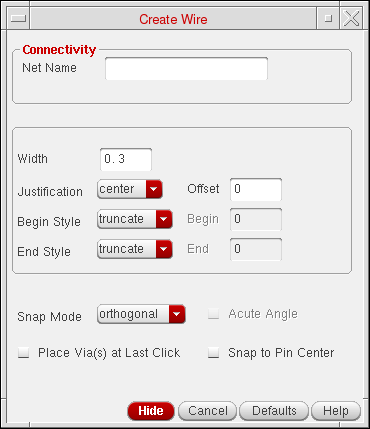 Create Wire
Connectivity
Net Name
Width 0.3
Justification center Offset 0
Begin Style truncate Begin 0
End Style truncate End 0
Snap Mode orthogonal Acute Angle
Place Via(s) at Last Click Snap to Pin Center
Hide Cancel Defaults Help